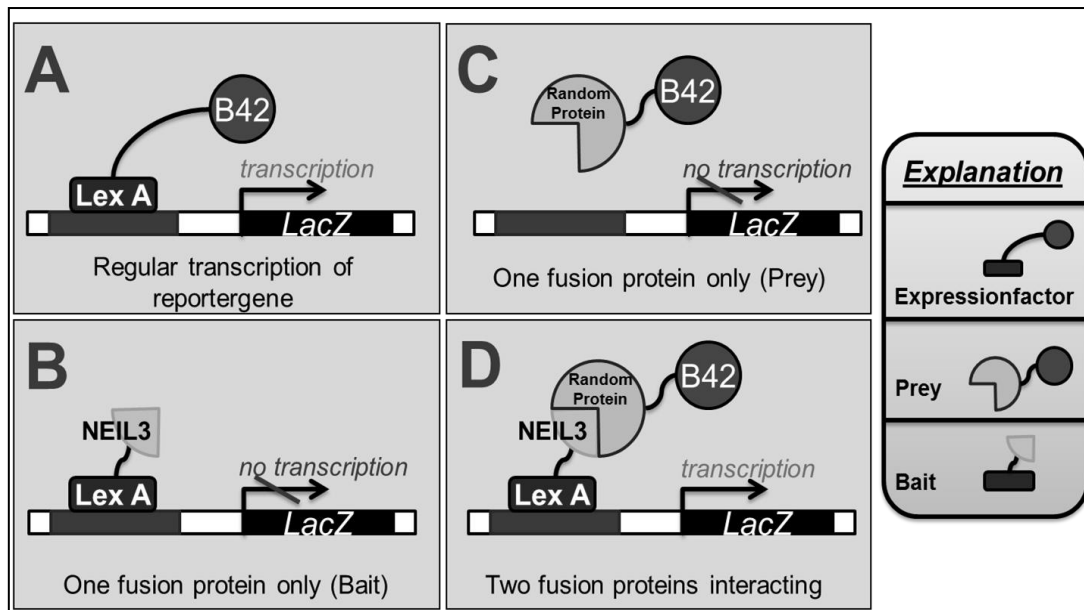 A
B42
transcription
Lex A
LacZ
Regular transcription of
reportergene
B
NEIL3
no transcription
Lex A
LacZ
One fusion protein only (Bait)
C
Random
Protein
B42
no transcription
LacZ
One fusion protein only (Prey)
D
Random
Protein
B42
NEIL3
transcription
Lex A
LacZ
Two fusion proteins interacting
Explanation
Expressionfactor
Prey
Bait